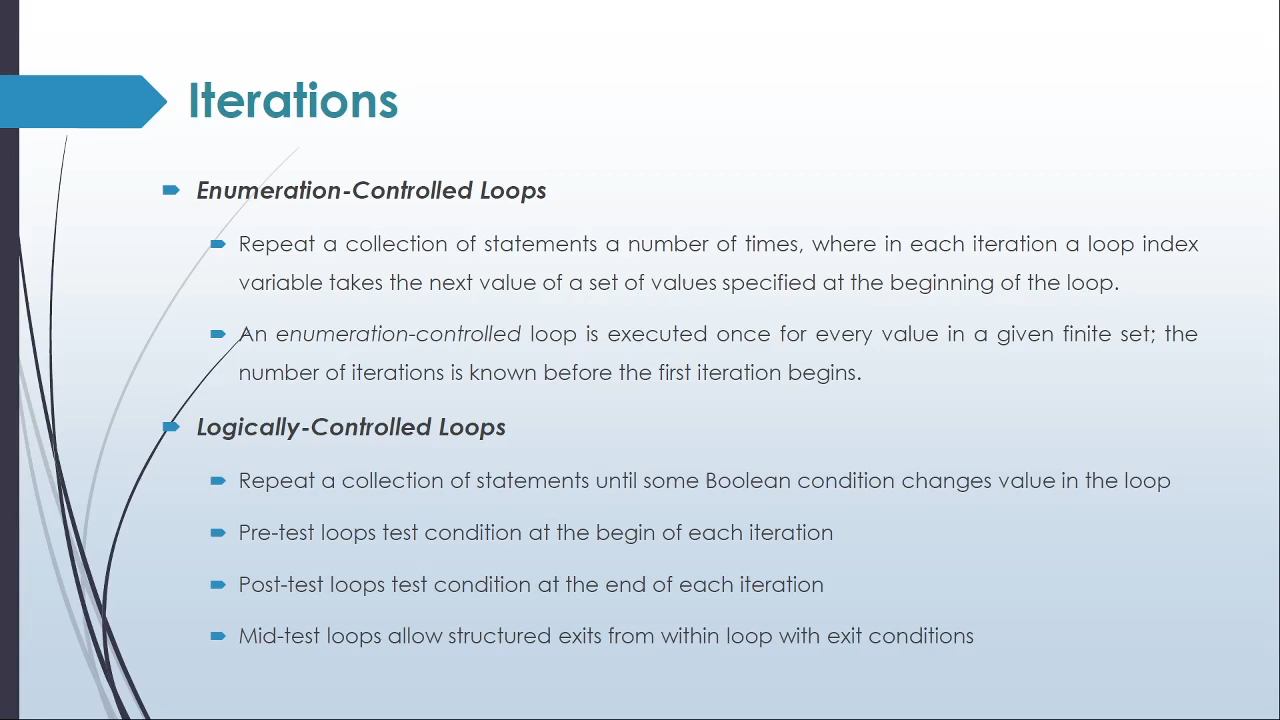 Iterations
Enumeration-Controlled Loops
Repeat a collection of statements a number of times, where in each iteration a loop index
variable takes the next value of a set of values specified at the beginning of the loop.
An enumeration-controlled loop is executed once for every value in a given finite set; the
number of iterations is known before the first iteration begins.
Logically-Controlled Loops
Repeat a collection of statements until some Boolean condition changes value in the loop
Pre-test loops test condition at the begin of each iteration
Post-test loops test condition at the end of each iteration
Mid-test loops allow structured exits from within loop with exit conditions